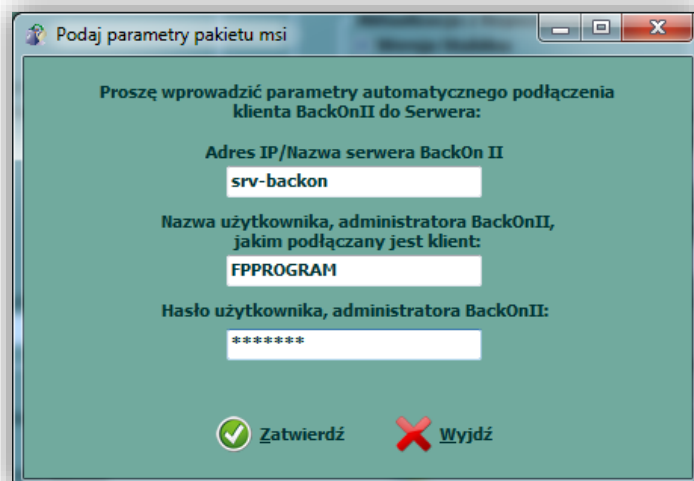 Podaj parametry pakietu msi
Proszę wprowadzić parametry automatycznego podłączenia
klienta BackOnII do Serwera:
Adres IP/Nazwa serwera BackOn II
srv-backon
Nazwa użytkownika, administratora BackOnII,
jakim podłączany jest klient:
FPPROGRAM
Hasło użytkownika, administratora BackOnII:
*******
Zatwierdź
Wyjdź